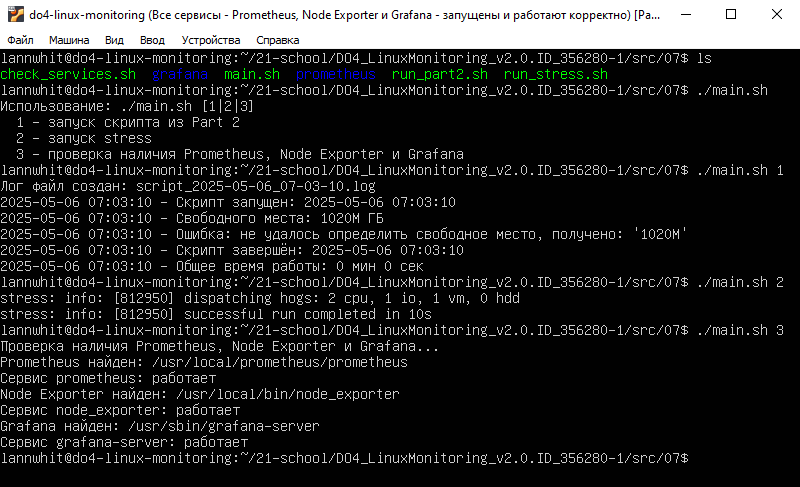 do4-linux-monitoring (Все сервисы - Prometheus, Node Exporter и Grafana - запущены и работают корректно) [Ра...
Файл Машина Вид Ввод Устройства Справка
lannwhit@do4-linux-monitoring:~/21-school/DO4_LinuxMonitoring_v2.0.ID_356280-1/src/07$ ls
check_services.sh grafana main.sh prometheus run_part2.sh run_stress.sh
lannwhit@do4-linux-monitoring:~/21-school/DO4_LinuxMonitoring_v2.0.ID_356280-1/src/07$ ./main.sh
Использование: ./main.sh [1|2|3]
1 - запуск скрипта из Part 2
2 - запуск stress
3 - проверка наличия Prometheus, Node Exporter и Grafana
lannwhit@do4-linux-monitoring:~/21-school/DO4_LinuxMonitoring_v2.0.ID_356280-1/src/07$ ./main.sh 1
Лог файл создан: script_2025-05-06_07-03-10.log
2025-05-06 07:03:10 - Скрипт запущен: 2025-05-06 07:03:10
2025-05-06 07:03:10 - Свободного места: 1020M ГБ
2025-05-06 07:03:10 - Ошибка: не удалось определить свободное место, получено: '1020M'
2025-05-06 07:03:10 - Скрипт завершён: 2025-05-06 07:03:10
2025-05-06 07:03:10 - Общее время работы: 0 мин 0 сек
lannwhit@do4-linux-monitoring:~/21-school/DO4_LinuxMonitoring_v2.0.ID_356280-1/src/07$ ./main.sh 2
stress: info: [812950] dispatching hogs: 2 cpu, 1 io, 1 vm, 0 hdd
stress: info: [812950] successful run completed in 10s
lannwhit@do4-linux-monitoring:~/21-school/DO4_LinuxMonitoring_v2.0.ID_356280-1/src/07$ ./main.sh 3
Проверка наличия Prometheus, Node Exporter и Grafana...
Prometheus найден: /usr/local/prometheus/prometheus
Сервис prometheus: работает
Node Exporter найден: /usr/local/bin/node_exporter
Сервис node_exporter: работает
Grafana найден: /usr/sbin/grafana-server
Сервис grafana-server: работает
lannwhit@do4-linux-monitoring:~/21-school/DO4_LinuxMonitoring_v2.0.ID_356280-1/src/07$